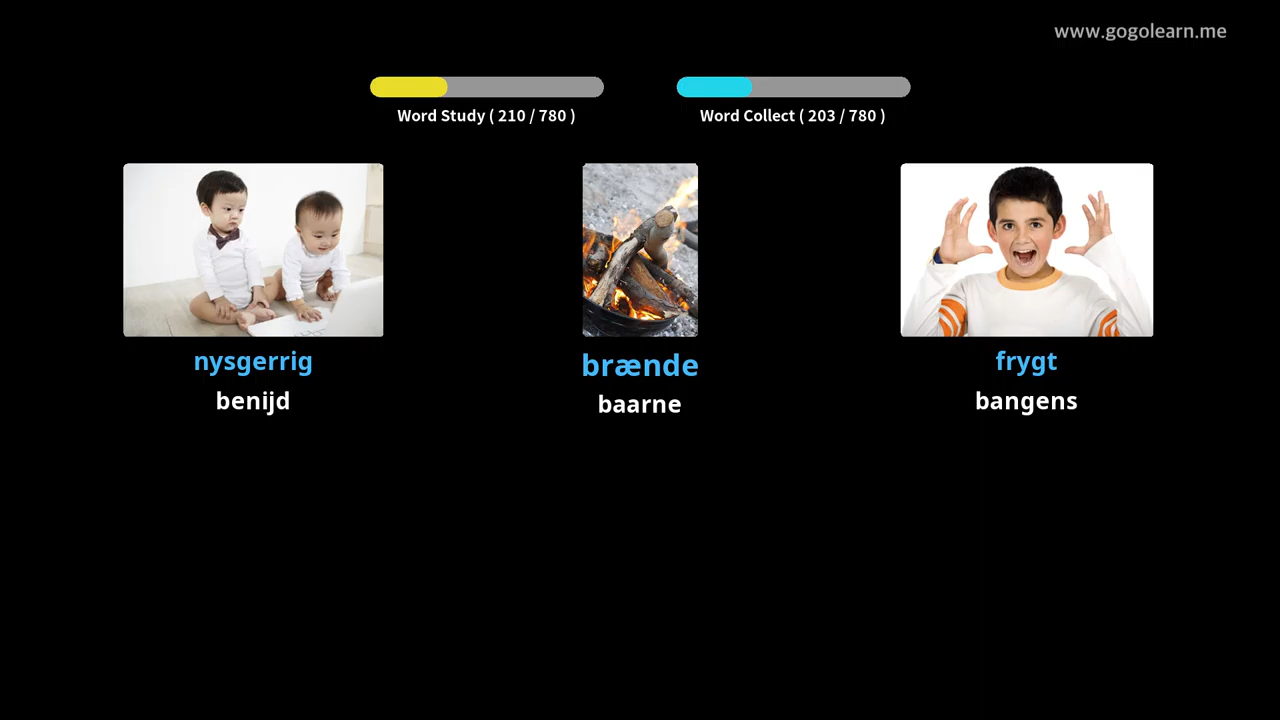 www.gogolearn.me
Word Study ( 210 / 780 )
Word Collect ( 203 / 780 )
nysgerrig
brænde
frygt
benijd
baarne
bangens